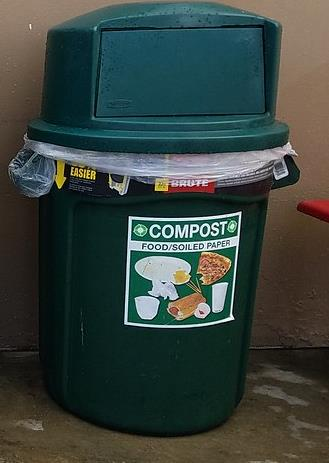 EASIER
BRUTE
COMPOST
FOOD/SOILED PAPER